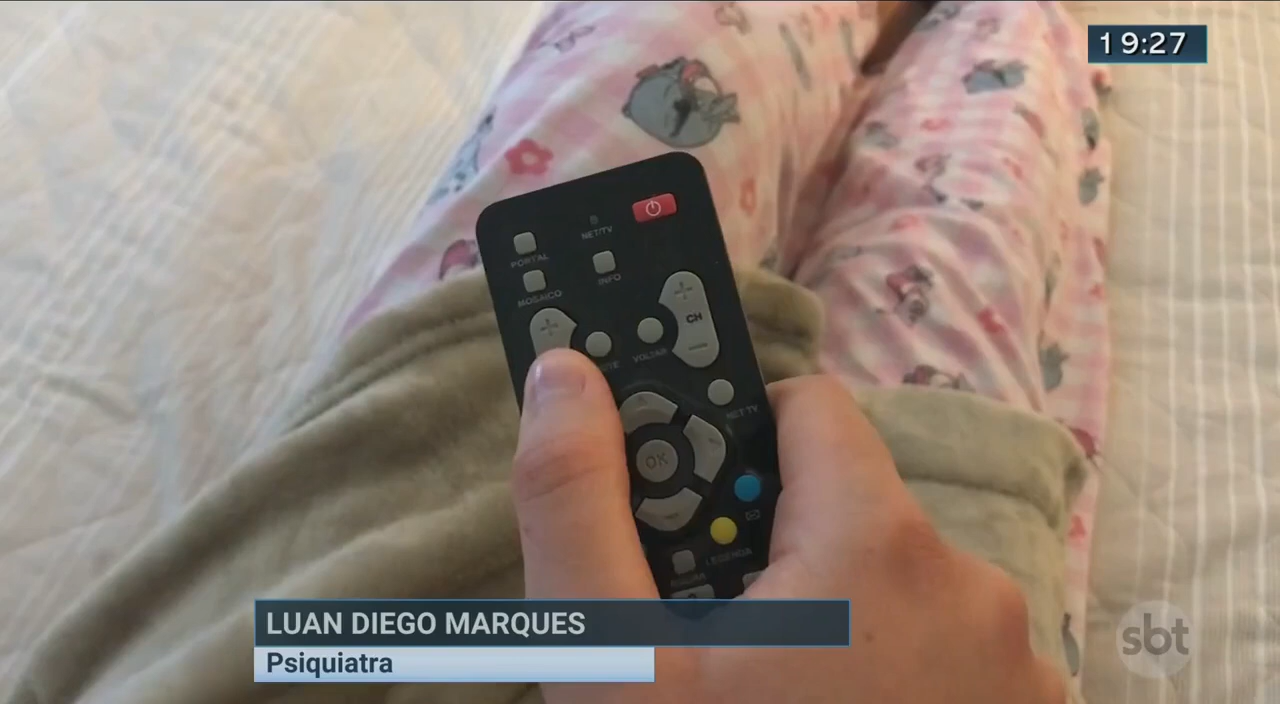 19:27
NET/TV
PORTAL
INFO
MOSAICO
CH
VOLTAR
NET TV
OK
LEGENDA
LUAN DIEGO MARQUES
Psiquiatra
sbt